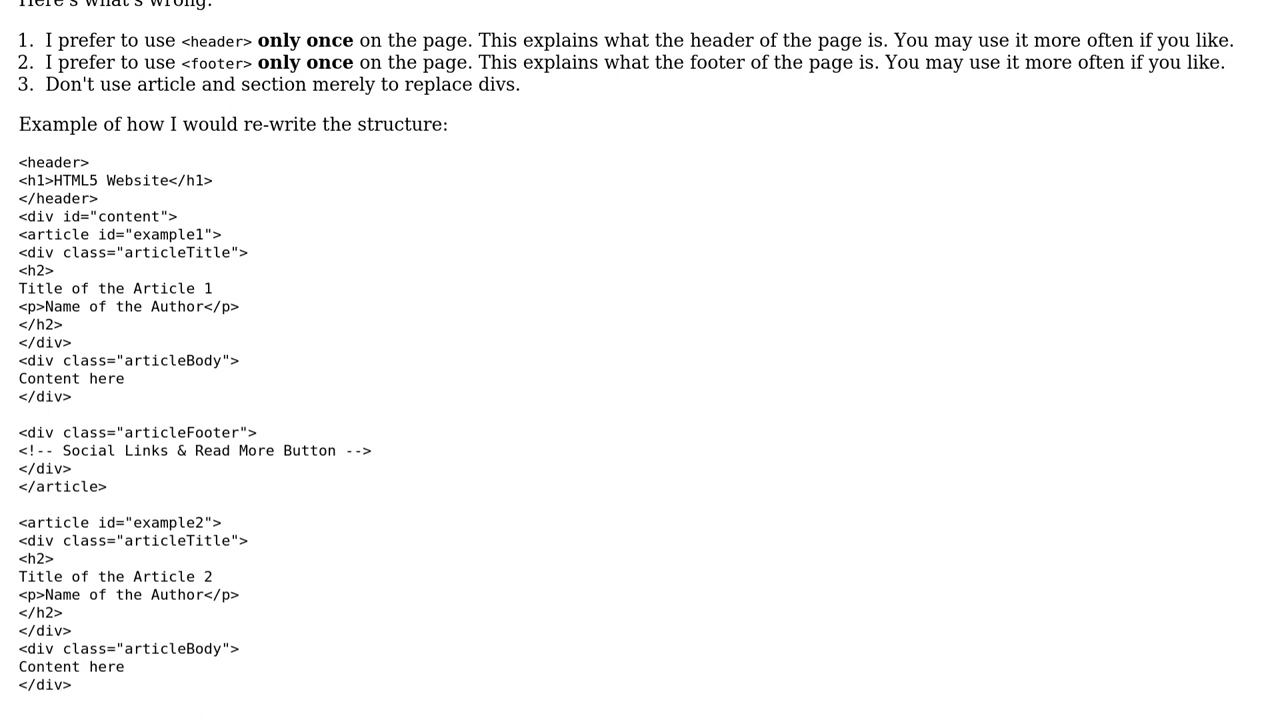 Here's what's wrong:
1. I prefer to use <header> only once on the page. This explains what the header of the page is. You may use it more often if you like.
2. I prefer to use <footer> only once on the page. This explains what the footer of the page is. You may use it more often if you like.
3. Don't use article and section merely to replace divs.
Example of how I would re-write the structure:
<header>
<h1>HTML5 Website</h1>
</header>
<div id="content">
<article id="example1">
<div class="articleTitle">
<h2>
Title of the Article 1
<p>Name of the Author</p>
</h2>
</div>
<div class="articleBody">
Content here
</div>
<div class="articleFooter">
<!-- Social Links & Read More Button -->
</div>
</article>
<article id="example2">
<div class="articleTitle">
<h2>
Title of the Article 2
<p>Name of the Author</p>
</h2>
</div>
<div class="articleBody">
Content here
</div>